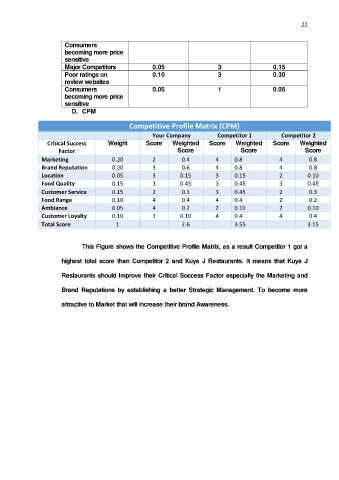 22
Consumers
becoming more price
sensitive
Major Competitors 0.05 3 0.15
Poor ratings on 0.10 3 0.30
review websites
Consumers 0.05 1 0.05
becoming more price
sensitive
D. CPM
Competitive Profile Matrix (CPM)
Your Company Competitor 1 Competitor 2
Critical Success Weight Score Weighted Score Weighted Score Weighted
Factor Score Score Score
Marketing 0.20 2 0.4 4 0.8 4 0.8
Brand Reputation 0.20 3 0.6 4 0.8 4 0.8
Location 0.05 3 0.15 3 0.15 2 0.10
Food Quality 0.15 3 0.45 3 0.45 3 0.45
Customer Service 0.15 2 0.3 3 0.45 2 0.3
Food Range 0.10 4 0.4 4 0.4 2 0.2
Ambiance 0.05 4 0.2 2 0.10 2 0.10
Customer Loyalty 0.10 1 0.10 4 0.4 4 0.4
Total Score 1 2.6 3.55 3.15
This Figure shows the Competitive Profile Matrix, as a result Competitor 1 got a
highest total score than Competitor 2 and Kuya J Restaurants. It means that Kuya J
Restaurants should Improve their Critical Success Factor especially the Marketing and
Brand Reputations by establishing a better Strategic Management. To become more
attractive to Market that will increase their brand Awareness.